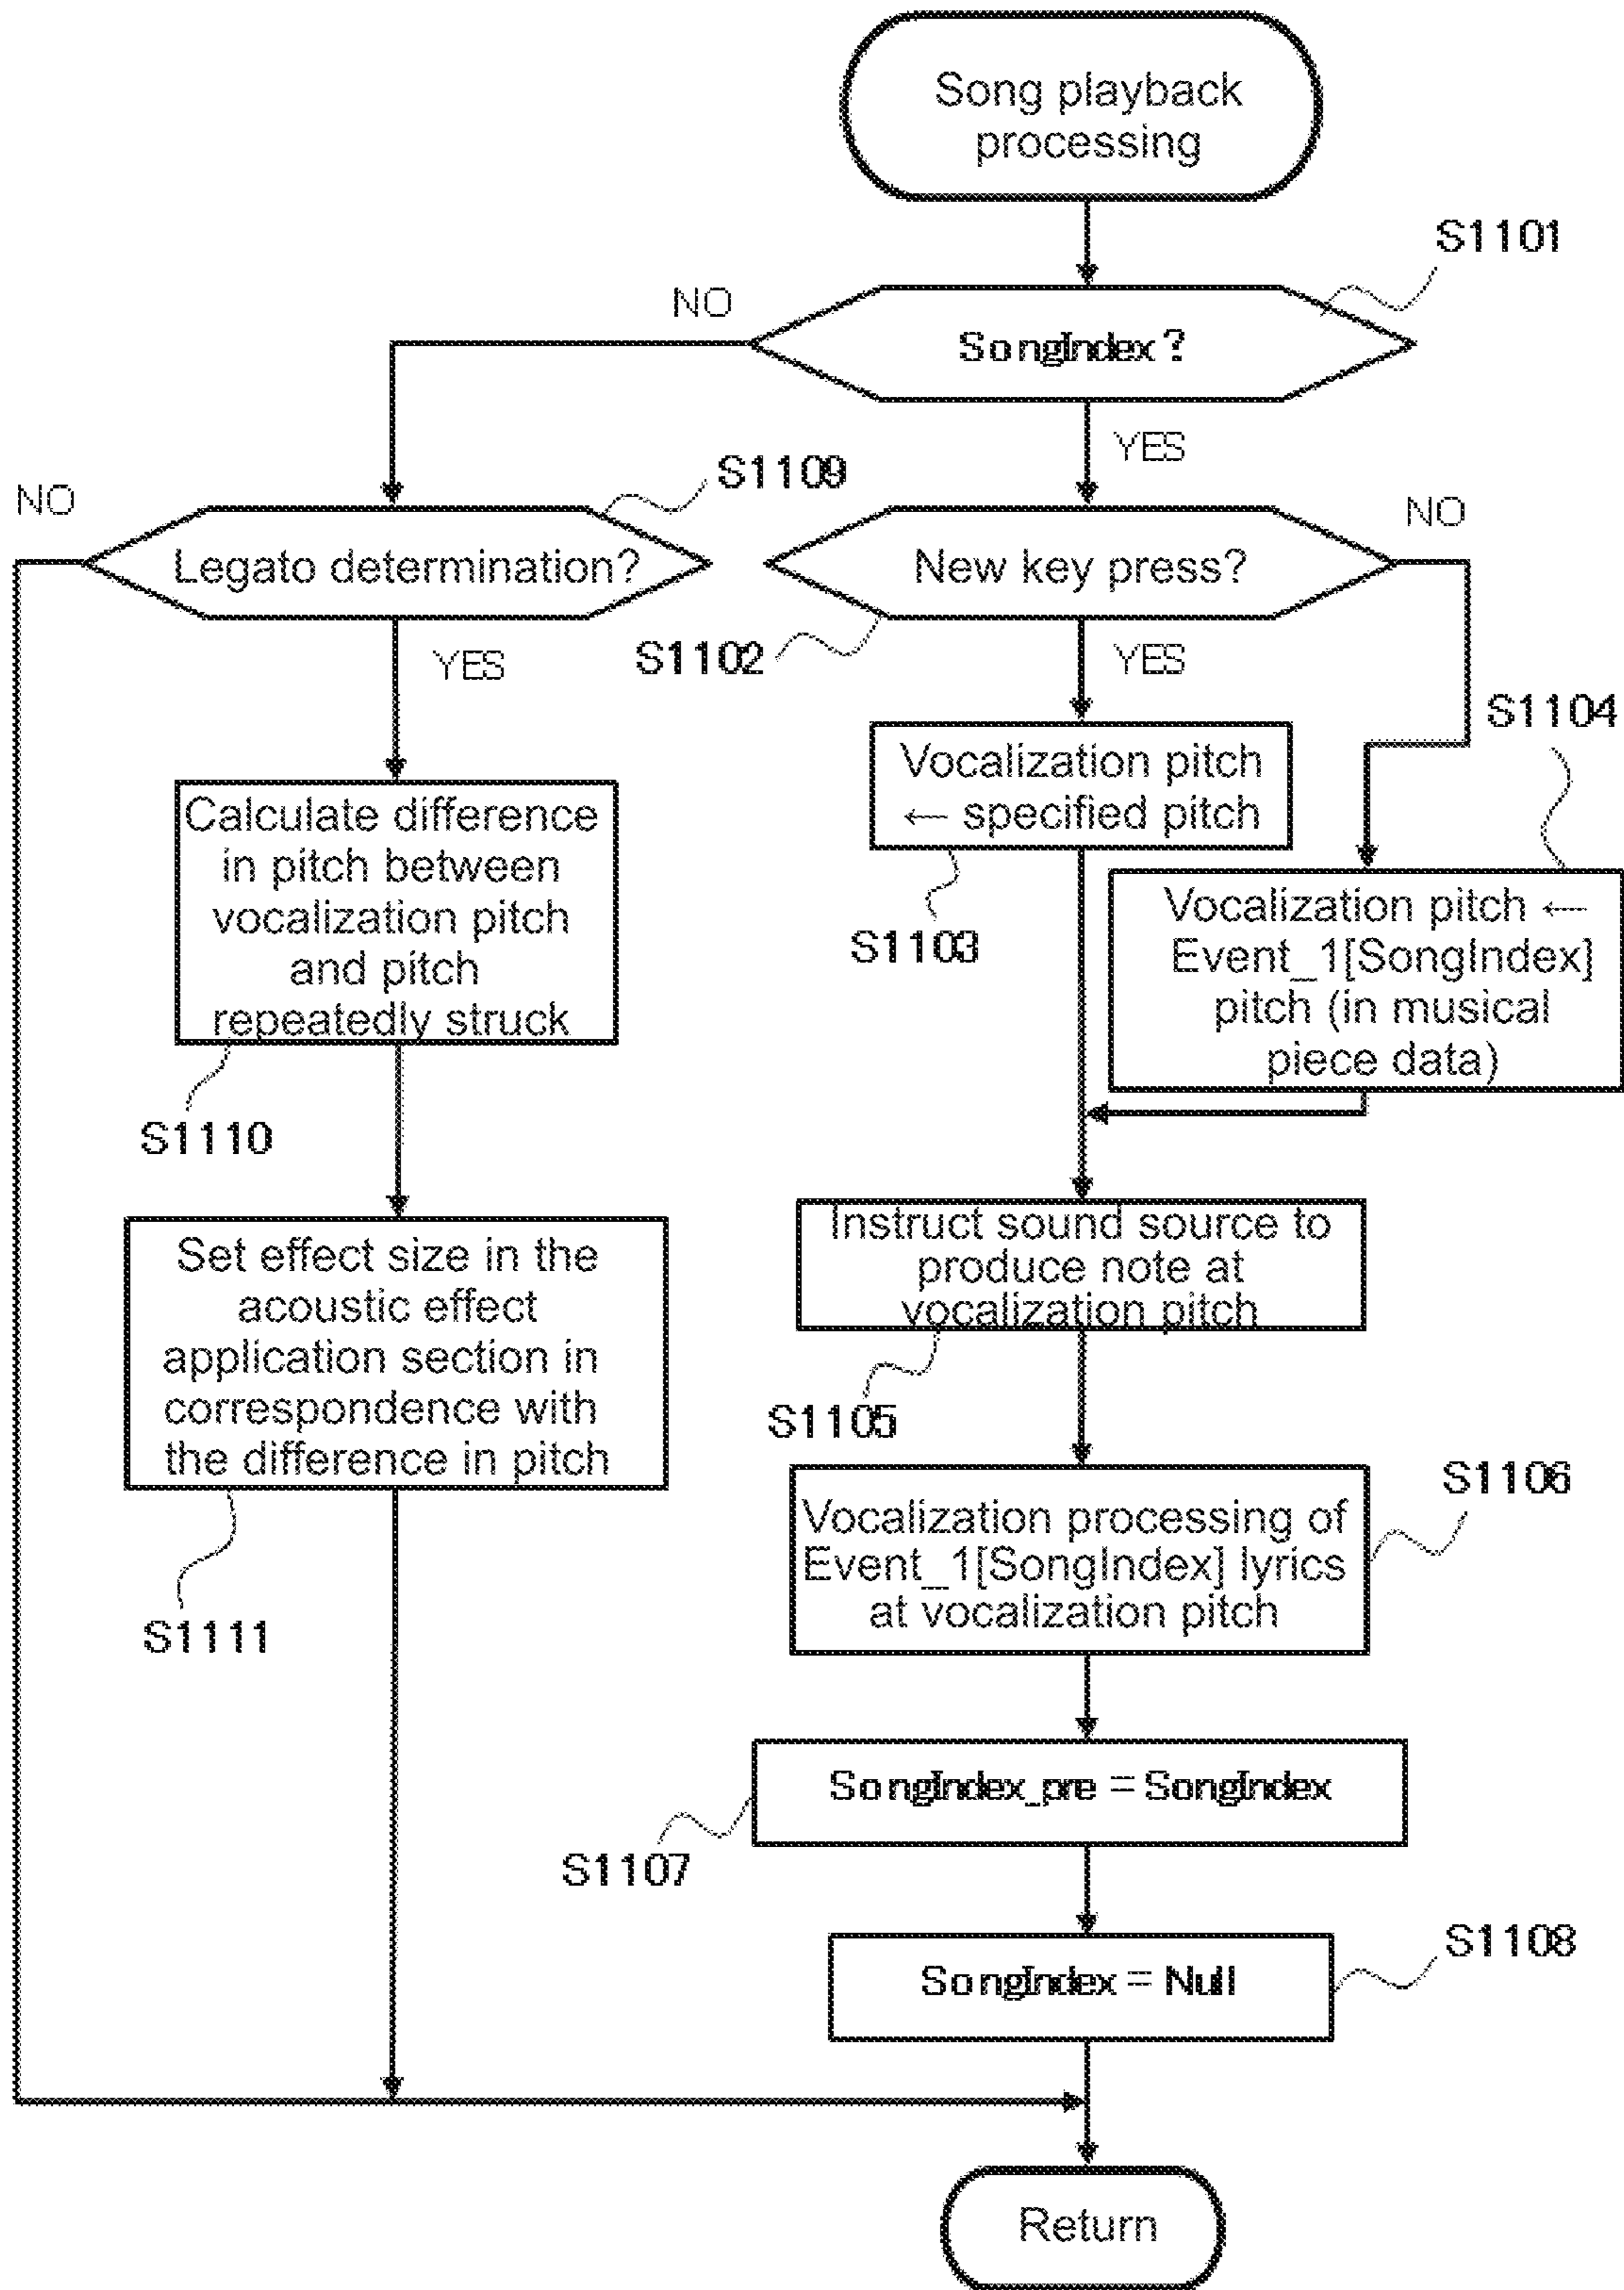 Song playback
processing
S1101
NO
SongIndex?
YES
S1109
NO
NO
Legato determination?
New key press?
S1102
YES
YES
S1104
Vocalization pitch
← specified pitch
Calculate difference
in pitch between
vocalization pitch
and pitch
repeatedly struck
S1103
Vocalization pitch ←
Event_1[SongIndex]
pitch (in musical
piece data)
S1110
Instruct sound source to
produce note at
vocalization pitch
Set effect size in the
acoustic effect
application section in
correspondence with
the difference in pitch
S1105
S1106
Vocalization processing of
Event_1[SongIndex] lyrics
at vocalization pitch
S1111
SongIndex_pre = SongIndex
S1107
S1108
SongIndex = Null
Return